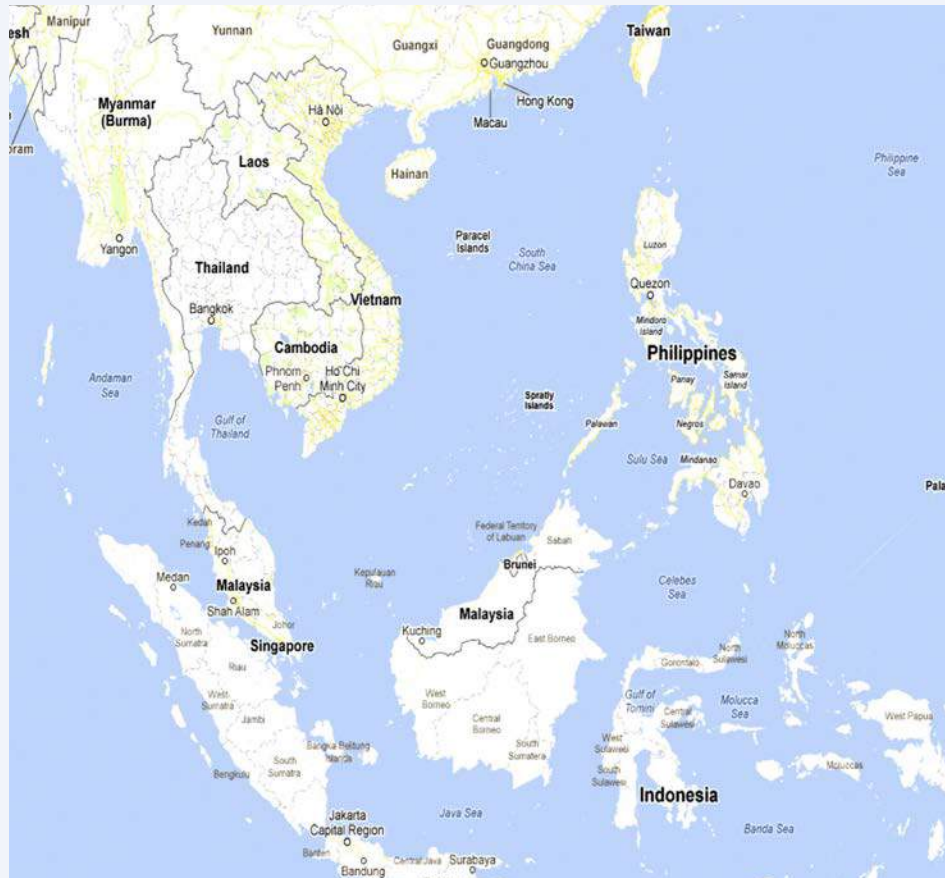 Manipur
esh
Yunnan
Guangxi
Guangdong
Guangzhou
Taiwan
Hong Kong
Macau
Myanmar
(Burma)
oram
Hà Nội
Laos
Hainan
Philippine
Sea
Yangon
Paracel
Islands
South
China Sea
Luzon
Thailand
Quezon
Bangkok
Vietnam
Mindoro
Island
Cambodia
Philippines
Phnom
Penh
Ho Chi
Minh City
Andaman
Sea
Panay
Samar
Island
Spratly
Islands
Gulf of
Thailand
Palawan
Negros
Sulu Sea
Mindanao
Davao
Pala
Kedah
Penang
Ipoh
Federal Territory
of Labuan
Sabah
Brunei
Medan
Malaysia
Kepulauan
Riau
Celebes
Sea
Shah Alam
Malaysia
Johor
Kuching
East Borneo
Singapore
North
Sumatra
Riau
North
Sulawesi
North
Moluccas
Gorontalo
West
Sumatra
Jambi
West
Borneo
Central
Borneo
Gulf of
Tomini
Central
Sulawesi
Molucca
Sea
West Papua
Bangka Belitung
Islands
South
Sumatera
West
Sulawesi
South
Sulawesi
Moluccas
Bengkulu
South
Sumatra
Indonesia
Jakarta
Capital Region
Java Sea
Banda Sea
Banten
Bandung
Central Java
Surabaya